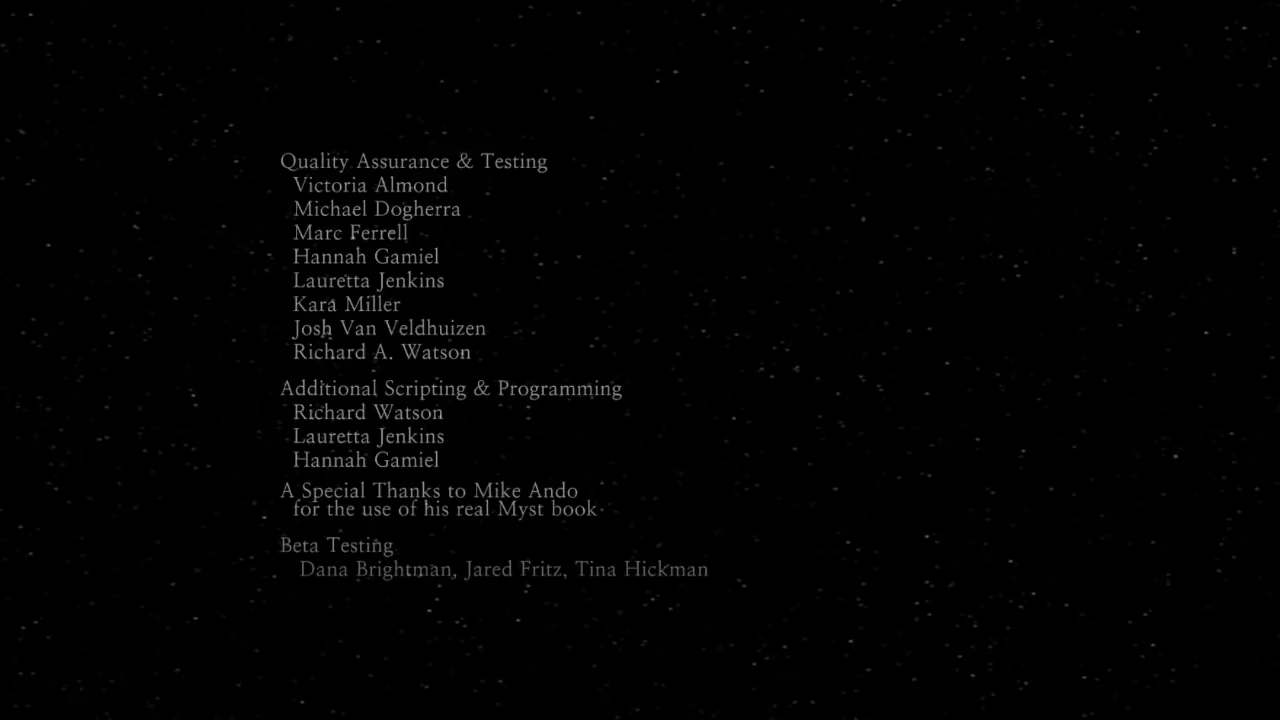 Quality Assurance & Testing
Victoria Almond
Michael Dogherra
Marc Ferrell
Hannah Gamiel
Lauretta Jenkins
Kara Miller
Josh Van Veldhuizen
Richard A. Watson
Additional Scripting & Programming
Richard Watson
Lauretta Jenkins
Hannah Gamiel
A Special Thanks to Mike Ando
for the use of his real Myst book
Beta Testing
Dana Brightman, Jared Fritz, Tina Hickman